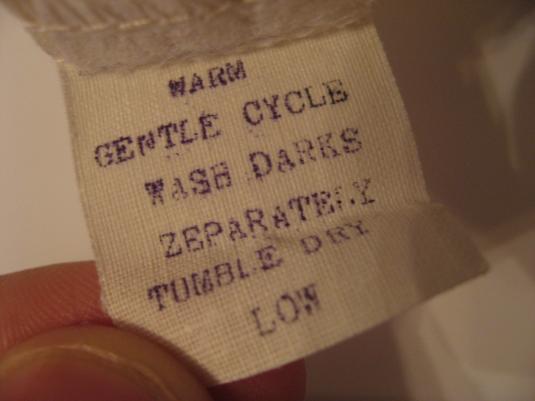 WARM
GENTLE CYCLE
WASH DARKS
ZEPARATELY
TUMBLE DRY
LOW